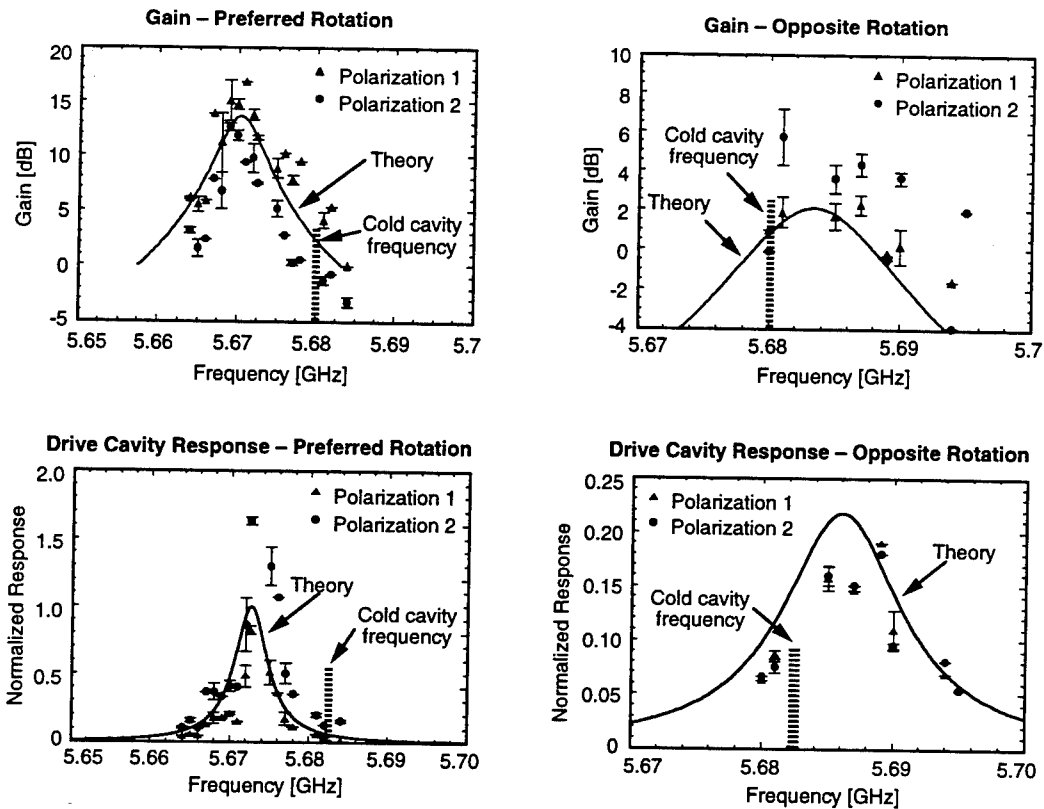 Gain – Preferred Rotation
20
15
10
5
0
-5
Gain [dB]
Polarization 1
Polarization 2
Theory
Cold cavity
frequency
5.65
5.66
5.67
5.68
5.69
5.7
Frequency [GHz]
Gain – Opposite Rotation
10
8
6
4
2
0
-2
-4
Gain [dB]
Polarization 1
Polarization 2
Cold cavity
frequency
Theory
5.67
5.68
5.69
5.7
Frequency [GHz]
Drive Cavity Response – Preferred Rotation
2.0
1.5
1.0
0.5
0
Normalized Response
Polarization 1
Polarization 2
Theory
Cold cavity
frequency
5.65
5.66
5.67
5.68
5.69
5.70
Frequency [GHz]
Drive Cavity Response – Opposite Rotation
0.25
0.20
0.15
0.10
0.05
0
Normalized Response
Polarization 1
Polarization 2
Theory
Cold cavity
frequency
5.67
5.68
5.69
5.70
Frequency [GHz]